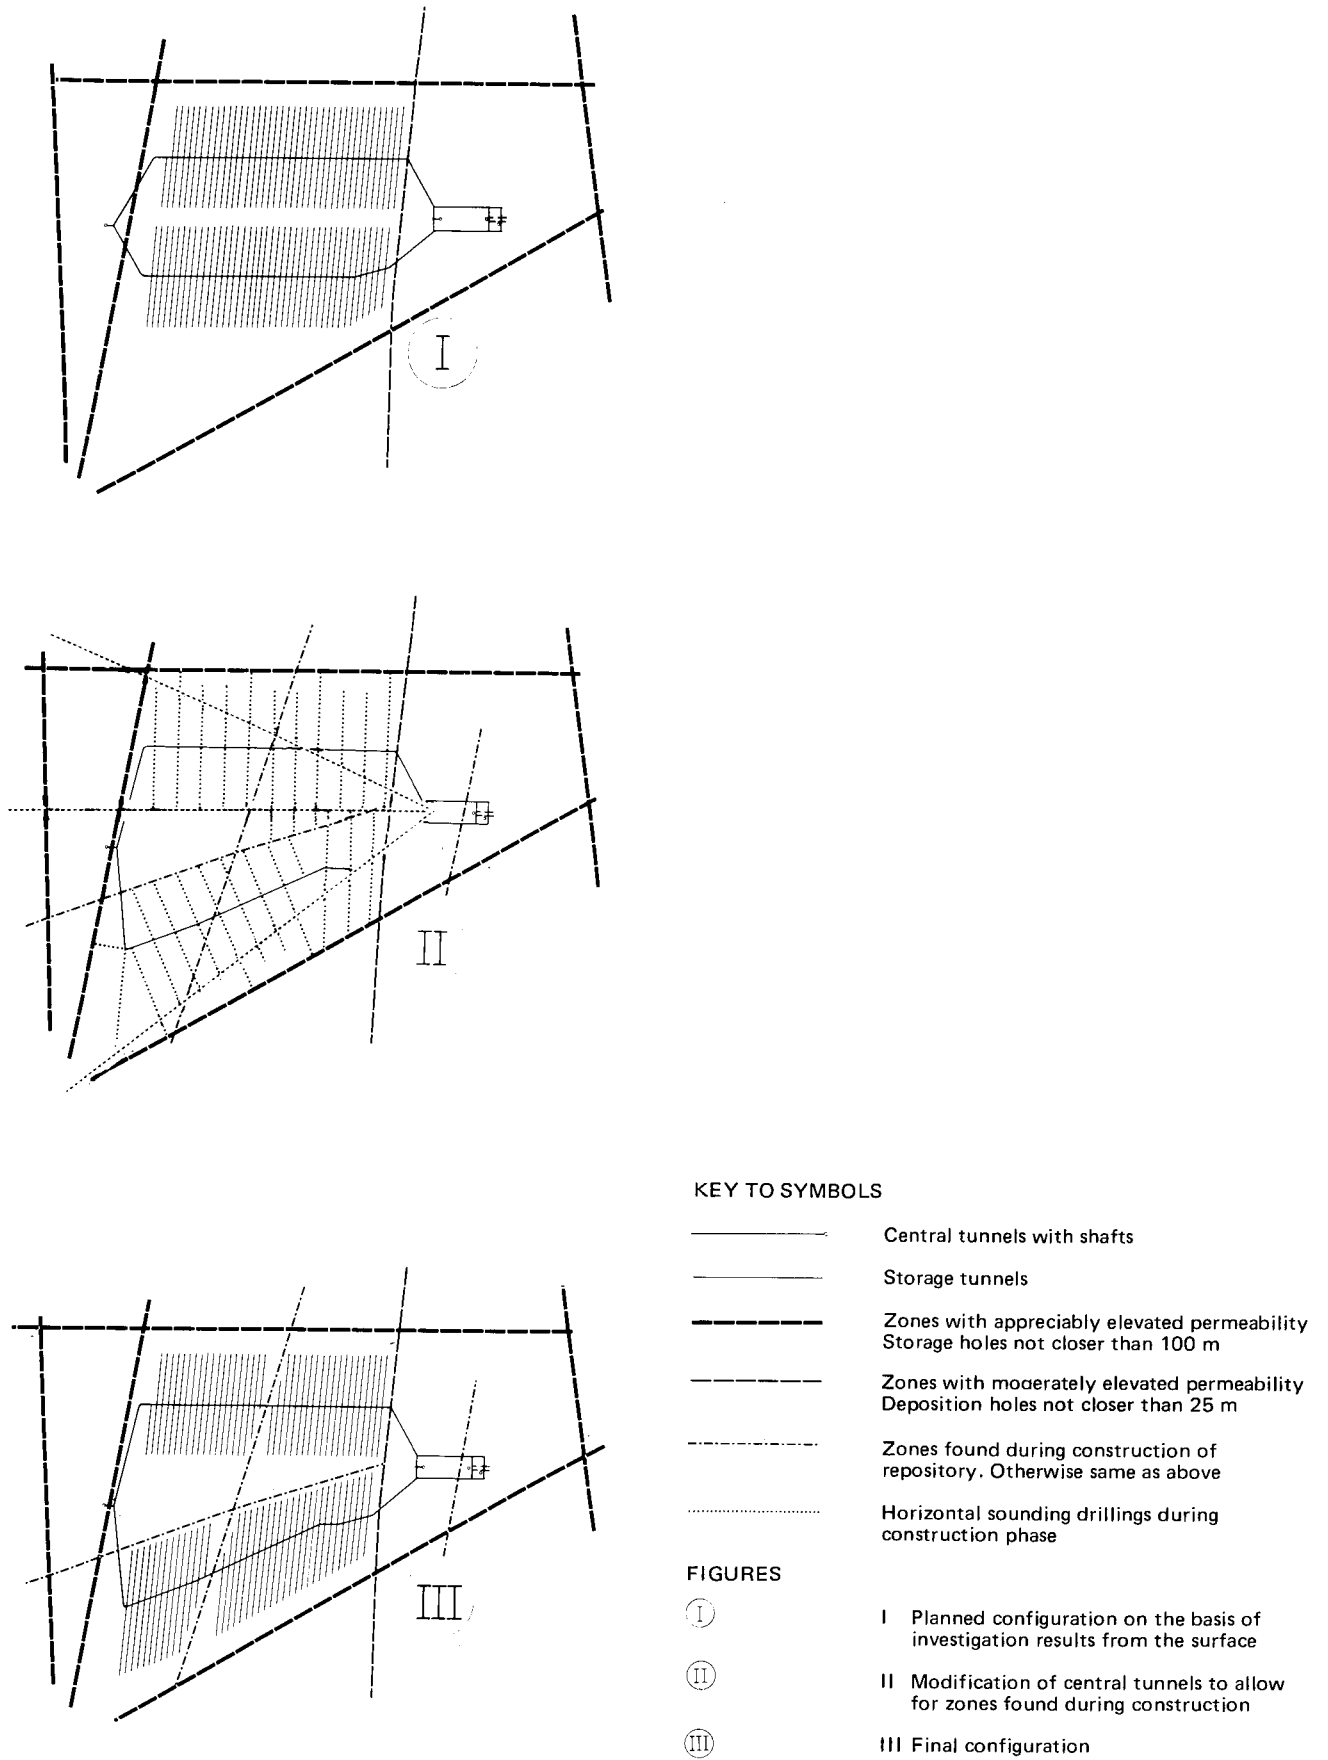 I
II
III
KEY TO SYMBOLS
Central tunnels with shafts
Storage tunnels
Zones with appreciably elevated permeability
Storage holes not closer than 100 m
Zones with moderately elevated permeability
Deposition holes not closer than 25 m
Zones found during construction of
repository. Otherwise same as above
Horizontal sounding drillings during
construction phase
FIGURES
I I Planned configuration on the basis of
investigation results from the surface
II II Modification of central tunnels to allow
for zones found during construction
III III Final configuration